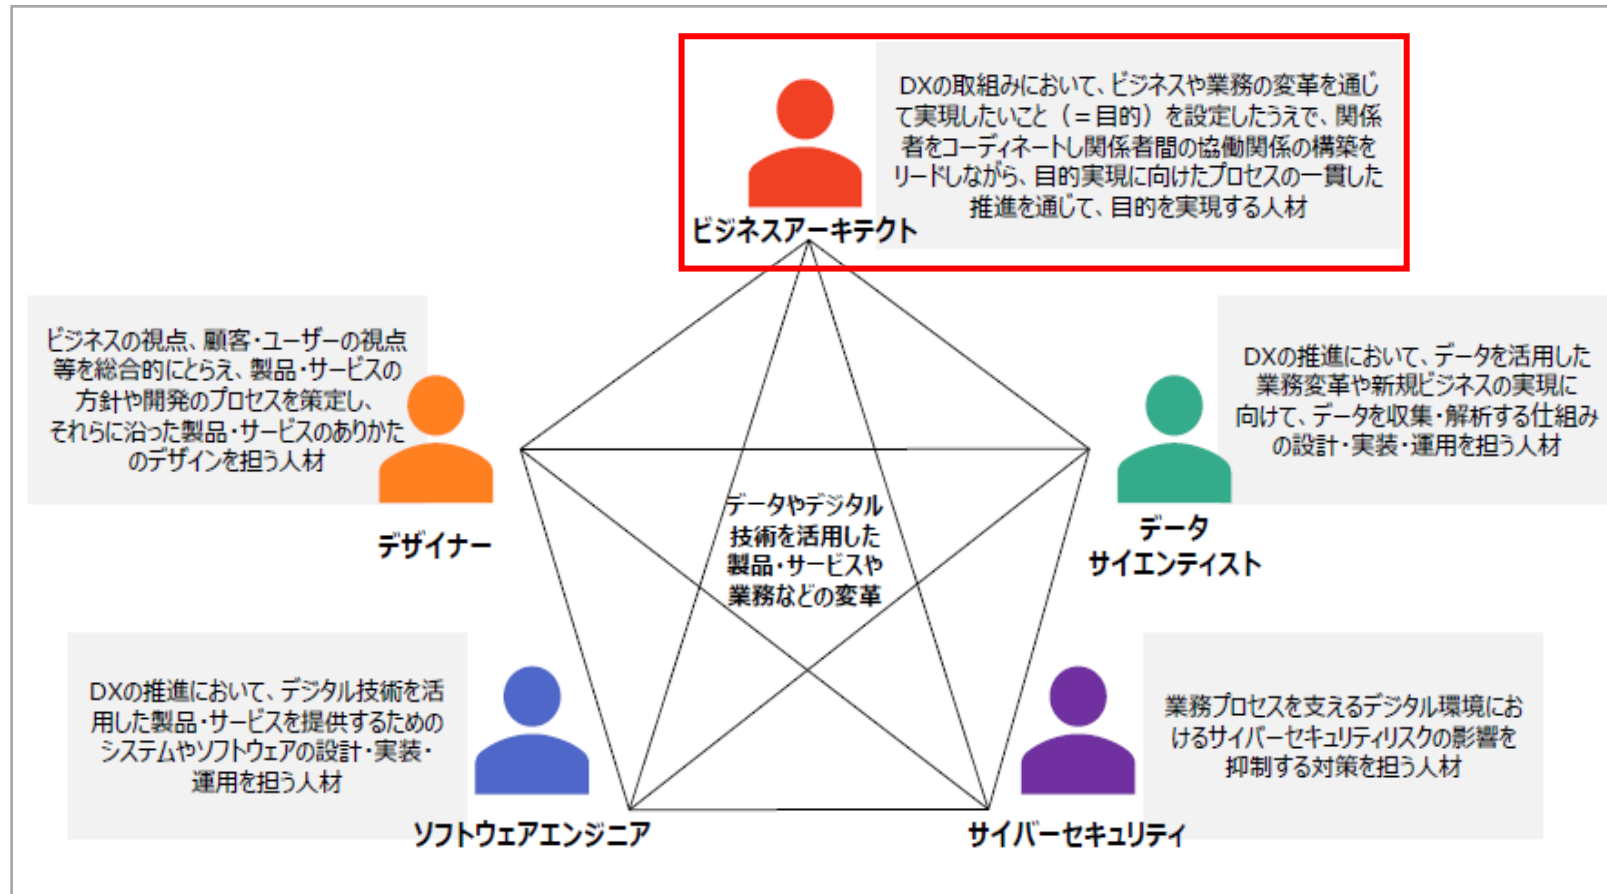 DXの取組みにおいて、ビジネスや業務の変革を通じ
て実現したいこと（＝目的）を設定したうえで、関係
者をコーディネートし関係者間の協働関係の構築を
リードしながら、目的実現に向けたプロセスの一貫した
推進を通じて、目的を実現する人材
ビジネスアーキテクト
ビジネスの視点、顧客・ユーザーの視点
等を総合的にとらえ、製品・サービスの
方針や開発のプロセスを策定し、
それらに沿った製品・サービスのありかた
のデザインを担う人材
デザイナー
DXの推進において、データを活用した
業務変革や新規ビジネスの実現に
向けて、データを収集・解析する仕組み
の設計・実装・運用を担う人材
データ
サイエンティスト
データやデジタル
技術を活用した
製品・サービスや
業務などの変革
DXの推進において、デジタル技術を活
用した製品・サービスを提供するための
システムやソフトウェアの設計・実装・
運用を担う人材
ソフトウェアエンジニア
業務プロセスを支えるデジタル環境にお
けるサイバーセキュリティリスクの影響を
抑制する対策を担う人材
サイバーセキュリティ